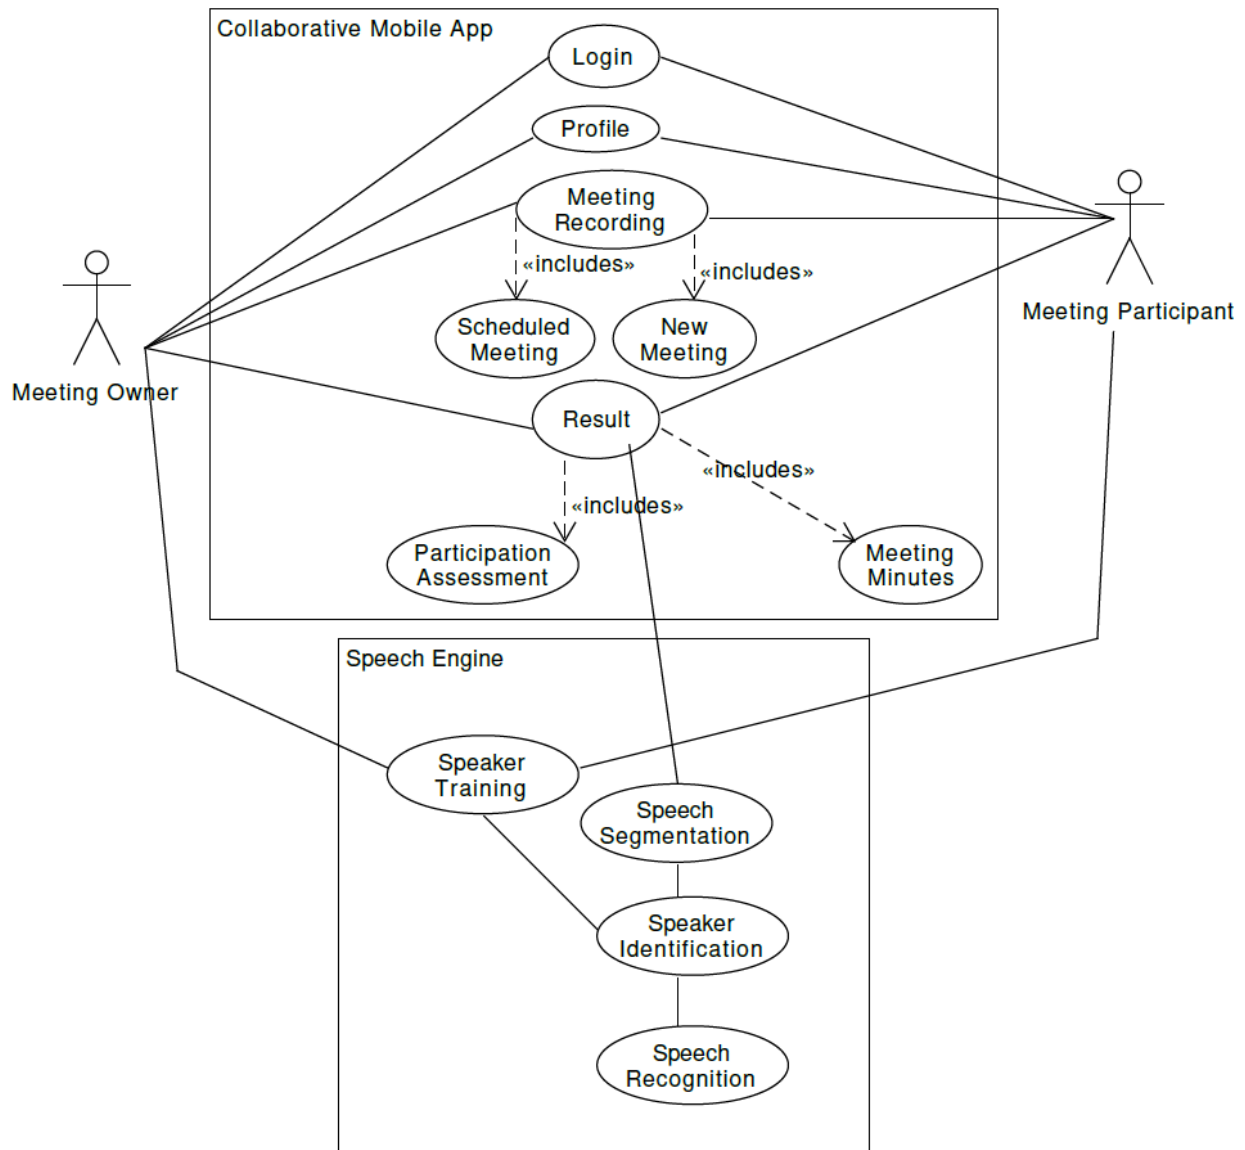 Collaborative Mobile App
Login
Profile
Meeting
Recording
«includes»
«includes»
Scheduled
Meeting
New
Meeting
Meeting Participant
Meeting Owner
Result
«includes»
«includes»
Participation
Assessment
Meeting
Minutes
Speech Engine
Speaker
Training
Speech
Segmentation
Speaker
Identification
Speech
Recognition